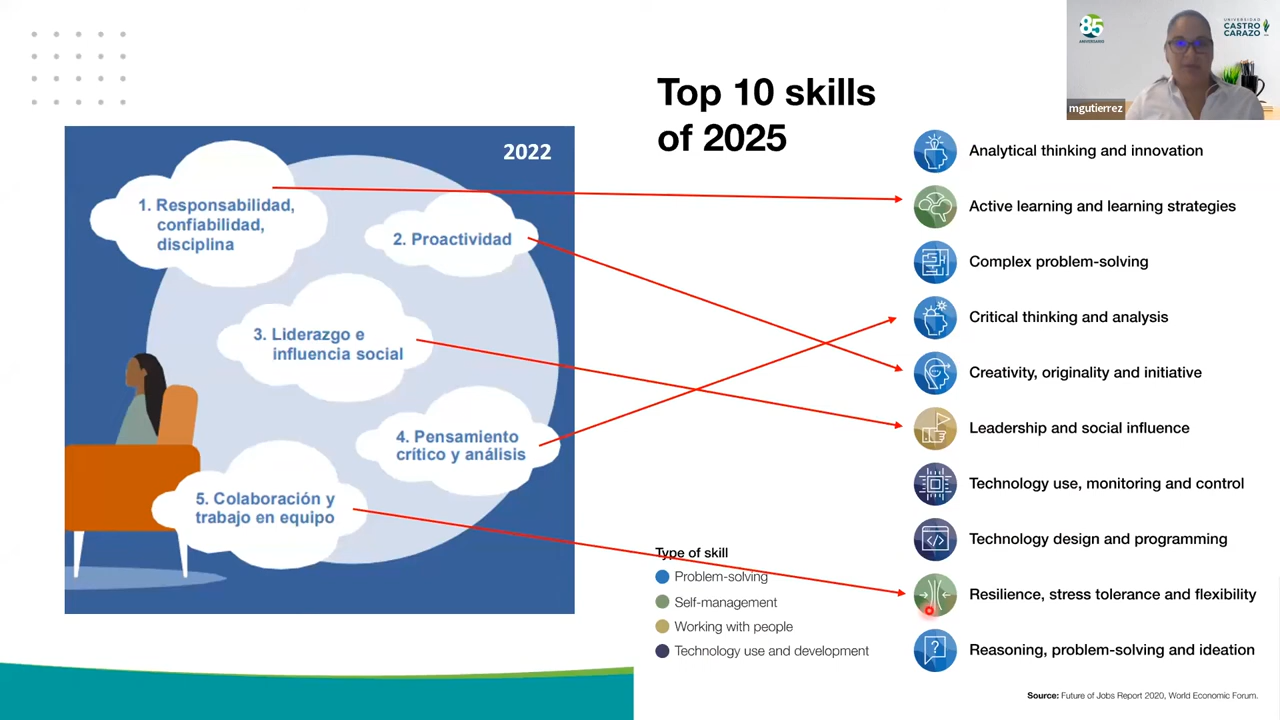 Top 10 skills
of 2025
2022
1. Responsabilidad,
confiabilidad,
disciplina
2. Proactividad
3. Liderazgo e
influencia social
4. Pensamiento
crítico y análisis
5. Colaboración y
trabajo en equipo
Analytical thinking and innovation
Active learning and learning strategies
Complex problem-solving
Critical thinking and analysis
Creativity, originality and initiative
Leadership and social influence
Technology use, monitoring and control
Technology design and programming
Resilience, stress tolerance and flexibility
Reasoning, problem-solving and ideation
Type of skill
Problem-solving
Self-management
Working with people
Technology use and development
Source: Future of Jobs Report 2020, World Economic Forum.
85
ANIVERSARIO
UNIVERSIDAD
CASTRO
CARAZO
mgutierrez